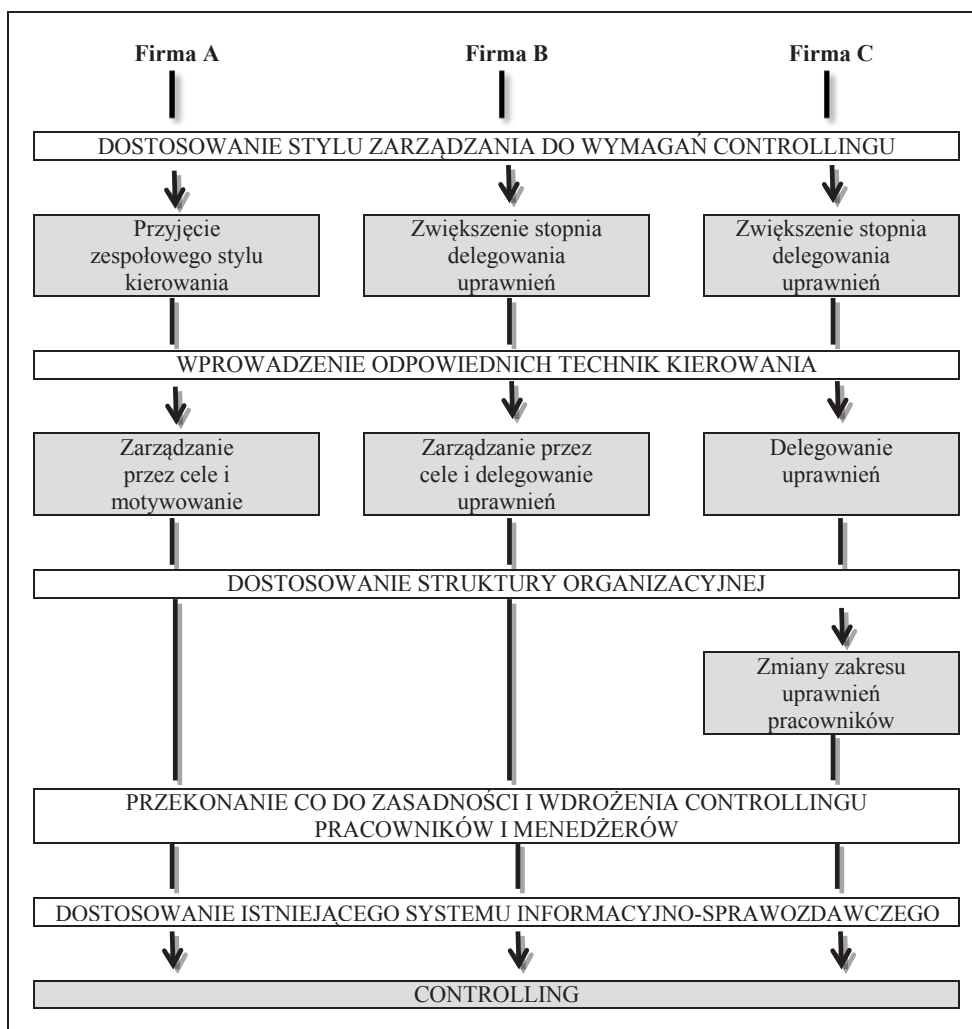 Firma A Firma B Firma C
DOSTOSOWANIE STYLU ZARZĄDZANIA DO WYMAGAŃ CONTROLLINGU
Przyjęcie
zespołowego stylu
kierowania
Zwiększenie stopnia
delegowania
uprawnień
Zwiększenie stopnia
delegowania
uprawnień
WPROWADZENIE ODPOWIEDNICH TECHNIK KIEROWANIA
Zarządzanie
przez cele i
motywowanie
Zarządzanie przez
cele i delegowanie
uprawnień
Delegowanie
uprawnień
DOSTOSOWANIE STRUKTURY ORGANIZACYJNEJ
Zmiany zakresu
uprawnień
pracowników
PRZEKONANIE CO DO ZASADNOŚCI I WDROŻENIA CONTROLLINGU
PRACOWNIKÓW I MENEDŻERÓW
DOSTOSOWANIE ISTNIEJĄCEGO SYSTEMU INFORMACYJNO-SPRAWOZDAWCZEGO
CONTROLLING